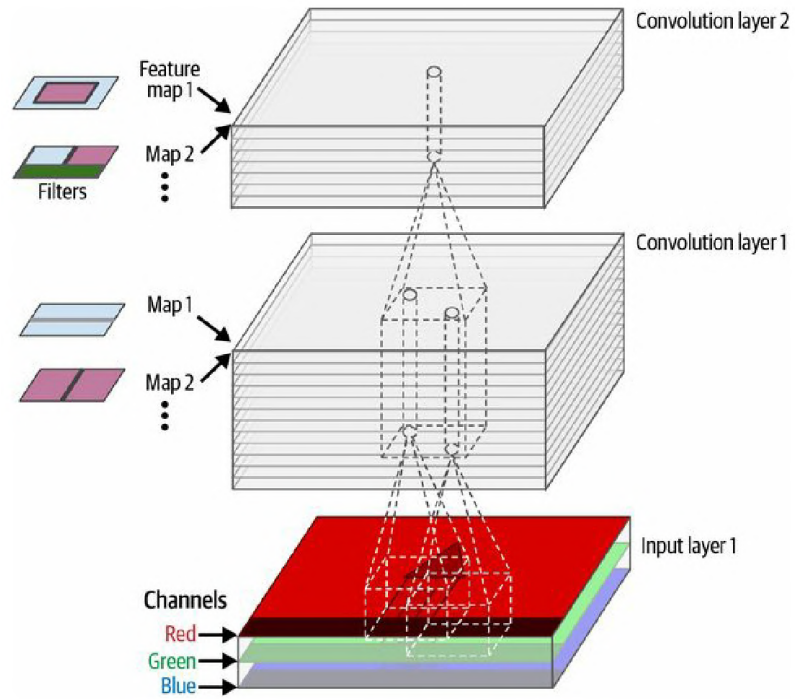 Convolution layer 2
Feature
map 1
Map 2
Filters
Convolution layer 1
Map 1
Map 2
Input layer 1
Channels
Red
Green
Blue